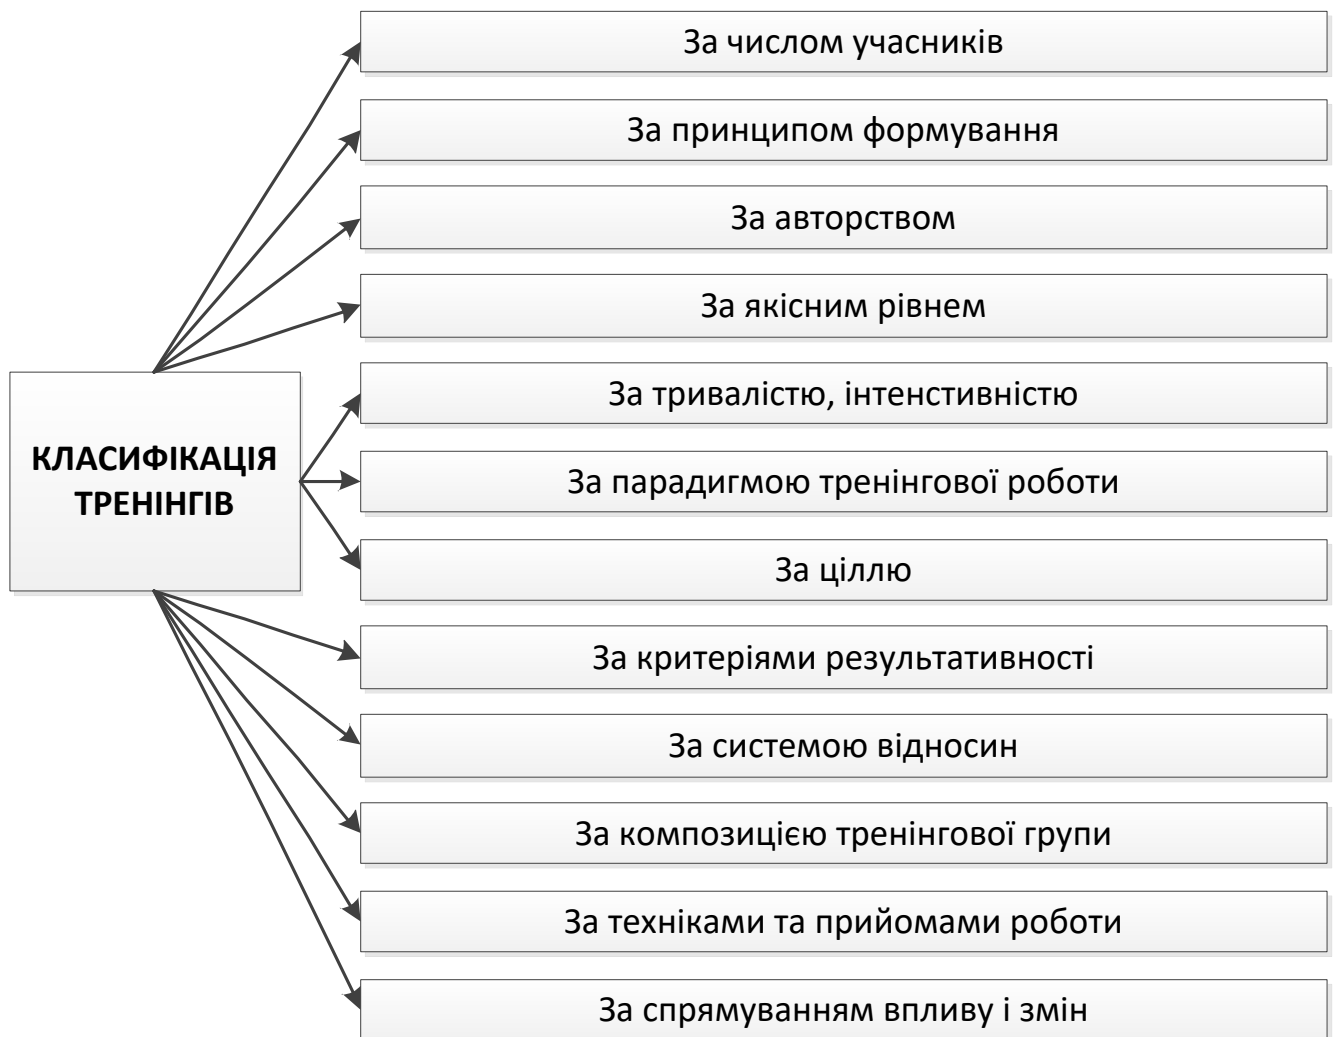 За числом учасників
За принципом формування
За авторством
За якісним рівнем
За тривалістю, інтенстивністю
КЛАСИФІКАЦІЯ
ТРЕНІНГІВ
За парадигмою тренінгової роботи
За ціллю
За критеріями результативності
За системою відносин
За композицією тренінгової групи
За техніками та прийомами роботи
За спрямуванням впливу і змін